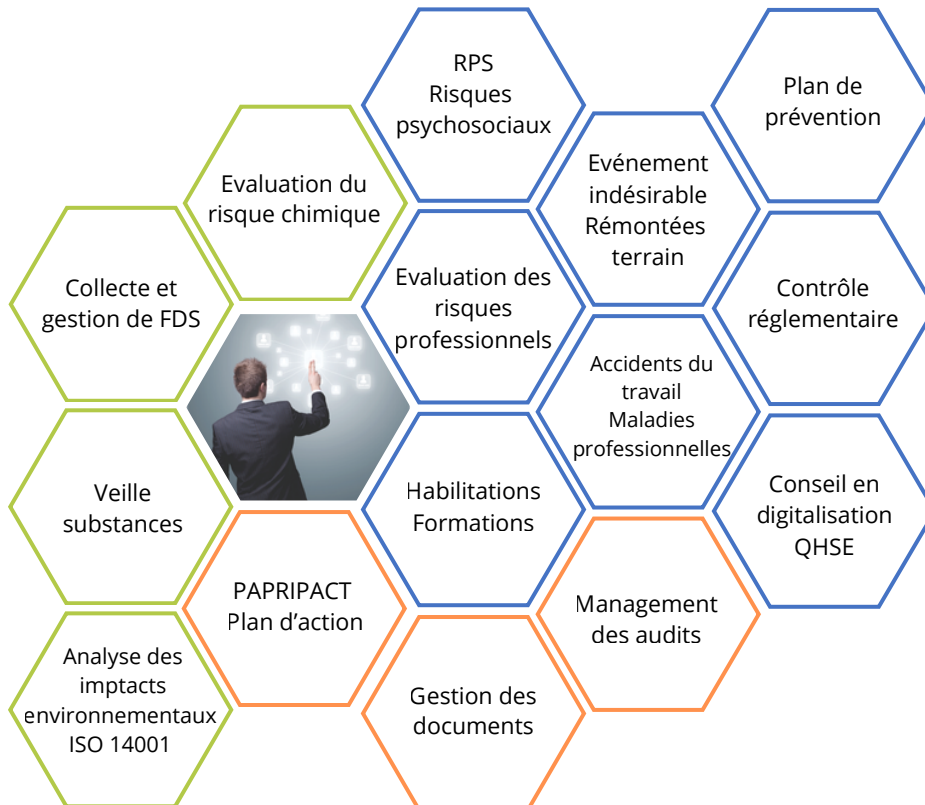 RPS
Risques
psychosociaux
Plan de
prévention
Evaluation du
risque chimique
Evénement
indésirable
Rémontées
terrain
Collecte et
gestion de FDS
Evaluation des
risques
professionnels
Contrôle
réglementaire
Accidents du
travail
Maladies
professionnelles
Veille
substances
Habilitations
Formations
Conseil en
digitalisation
QHSE
PAPRIPACT
Plan d’action
Management
des audits
Analyse des
imptacts
environnementaux
ISO 14001
Gestion des
documents